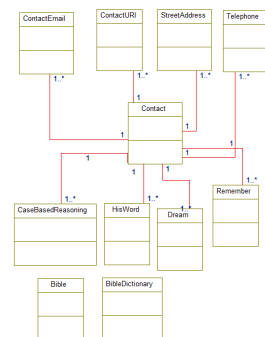 ContactEmail
ContactURI
StreetAddress
Telephone
1..*
1..*
1..*
1..*
Contact
1
1
1
1
1
1
1
1
1..*
1..*
1..*
1..*
CaseBasedReasoning
HisWord
Dream
Remember
Bible
BibleDictionary